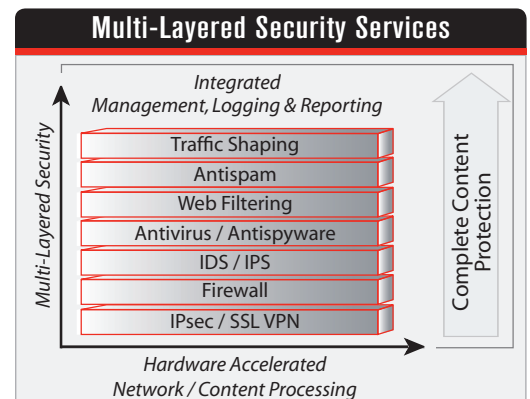 Multi-Layered Security Services
Integrated
Management, Logging & Reporting
Multi-Layered Security
Traffic Shaping
Antispam
Web Filtering
Antivirus / Antispyware
IDS / IPS
Firewall
IPsec / SSL VPN
Complete Content
Protection
Hardware Accelerated
Network / Content Processing